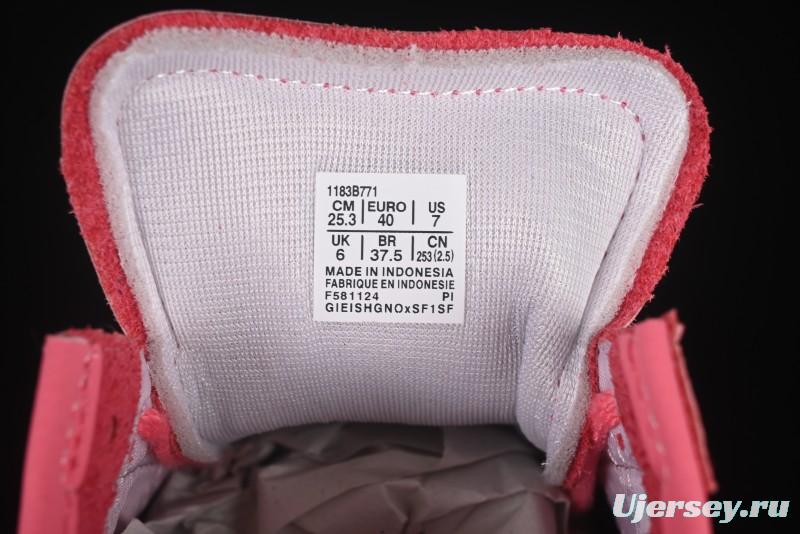 1183B771
CM | EURO | US
25.3 | 40 | 7
UK | BR | CN
6 | 37.5 | 253(2.5)
MADE IN INDONESIA
FABRIQUE EN INDONESIE
F581124 PI
GIEISHGNOxSF1SF
Ujersey.ru